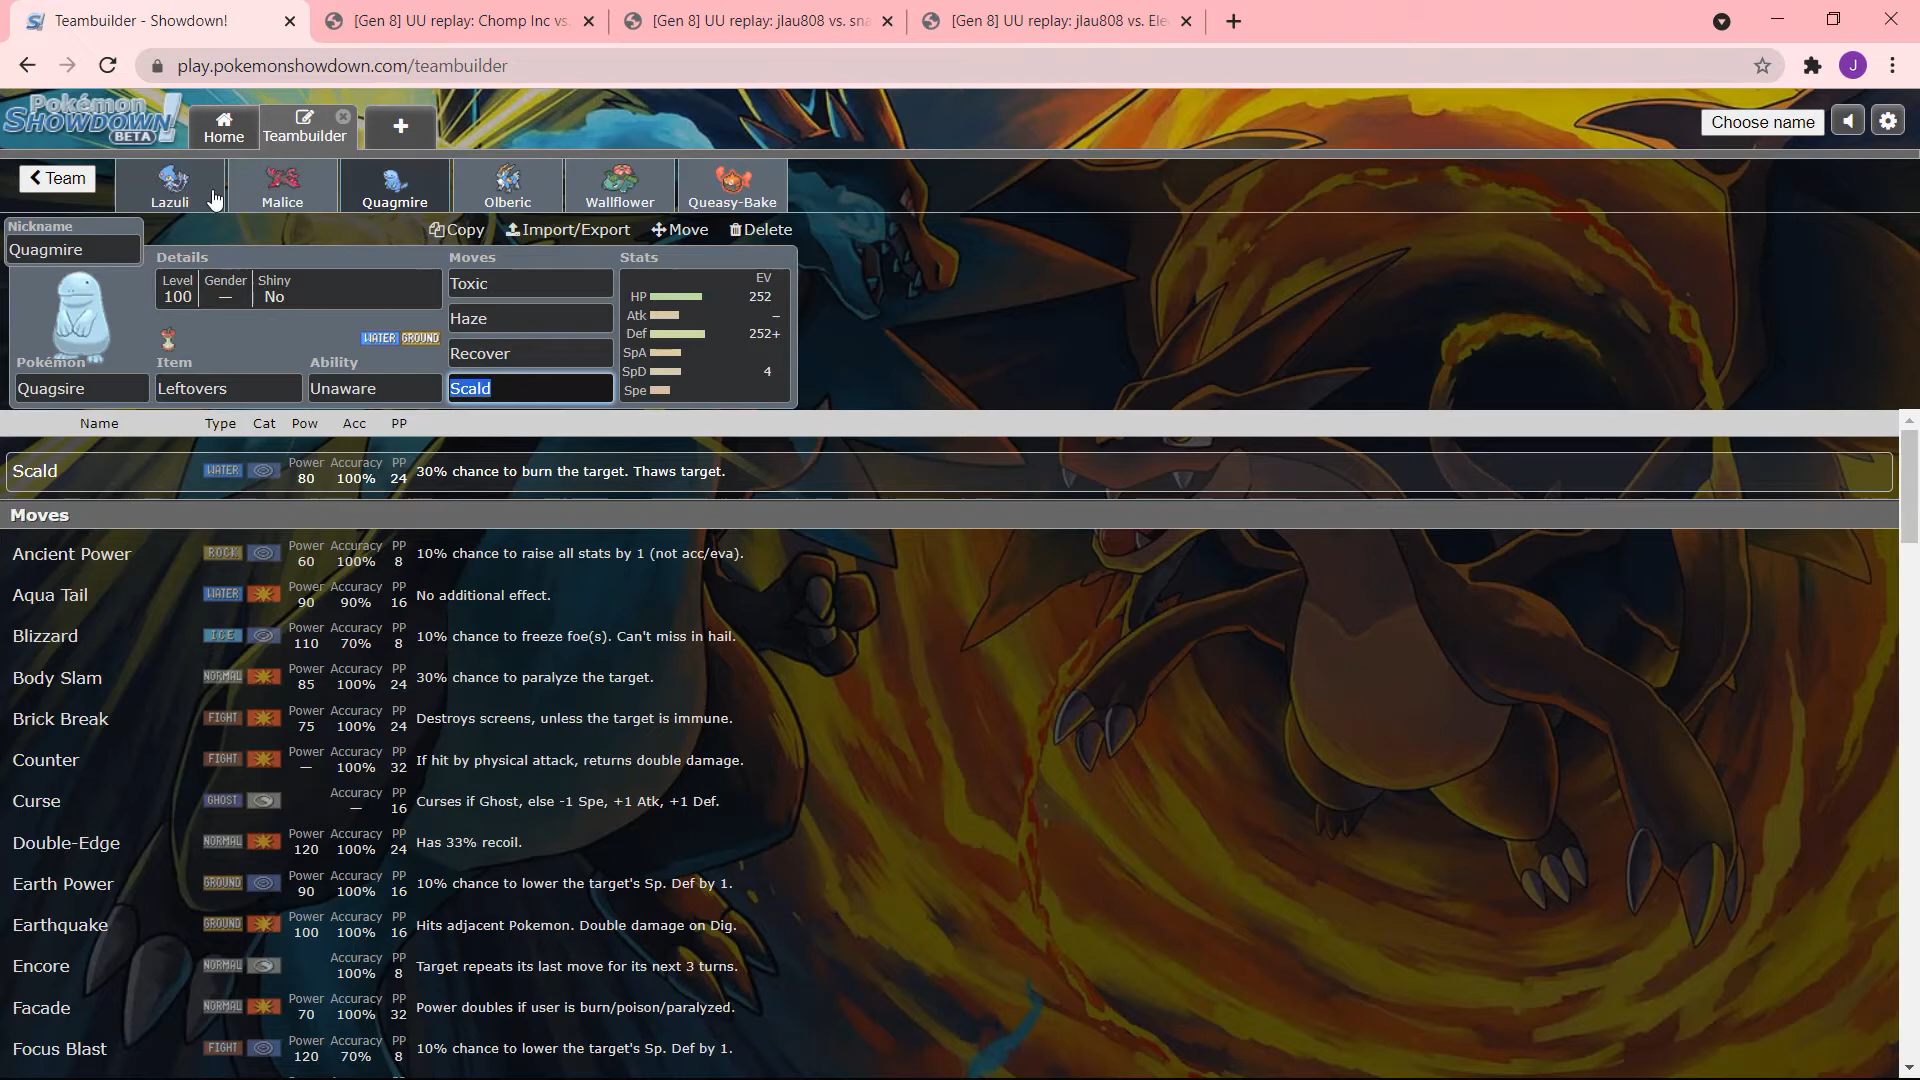 Teambuilder - Showdown!
[Gen 8] UU replay: Chomp Inc vs.
[Gen 8] UU replay: jlau808 vs. sna
[Gen 8] UU replay: jlau808 vs. Ele
play.pokemonshowdown.com/teambuilder
J
Pokémon
Showdown!
BETA
Home
Teambuilder
Choose name
Team
Lazuli
Malice
Quagmire
Olberic
Wallflower
Queasy-Bake
Nickname
Quagmire
Copy Import/Export Move Delete
Details
Level Gender Shiny
100 — No
WATER GROUND
Pokémon Item Ability
Quagsire Leftovers Unaware
Moves
Toxic
Haze
Recover
Scald
Stats
EV
HP 252
Atk –
Def 252+
SpA
SpD 4
Spe
Name Type Cat Pow Acc PP
Scald WATER Power 80 Accuracy 100% PP 24 30% chance to burn the target. Thaws target.
Moves
Ancient Power ROCK Power 60 Accuracy 100% PP 8 10% chance to raise all stats by 1 (not acc/eva).
Aqua Tail WATER Power 90 Accuracy 90% PP 16 No additional effect.
Blizzard ICE Power 110 Accuracy 70% PP 8 10% chance to freeze foe(s). Can't miss in hail.
Body Slam NORMAL Power 85 Accuracy 100% PP 24 30% chance to paralyze the target.
Brick Break FIGHT Power 75 Accuracy 100% PP 24 Destroys screens, unless the target is immune.
Counter FIGHT Power — Accuracy 100% PP 32 If hit by physical attack, returns double damage.
Curse GHOST Accuracy — PP 16 Curses if Ghost, else -1 Spe, +1 Atk, +1 Def.
Double-Edge NORMAL Power 120 Accuracy 100% PP 24 Has 33% recoil.
Earth Power GROUND Power 90 Accuracy 100% PP 16 10% chance to lower the target's Sp. Def by 1.
Earthquake GROUND Power 100 Accuracy 100% PP 16 Hits adjacent Pokemon. Double damage on Dig.
Encore NORMAL Accuracy 100% PP 8 Target repeats its last move for its next 3 turns.
Facade NORMAL Power 70 Accuracy 100% PP 32 Power doubles if user is burn/poison/paralyzed.
Focus Blast FIGHT Power 120 Accuracy 70% PP 8 10% chance to lower the target's Sp. Def by 1.